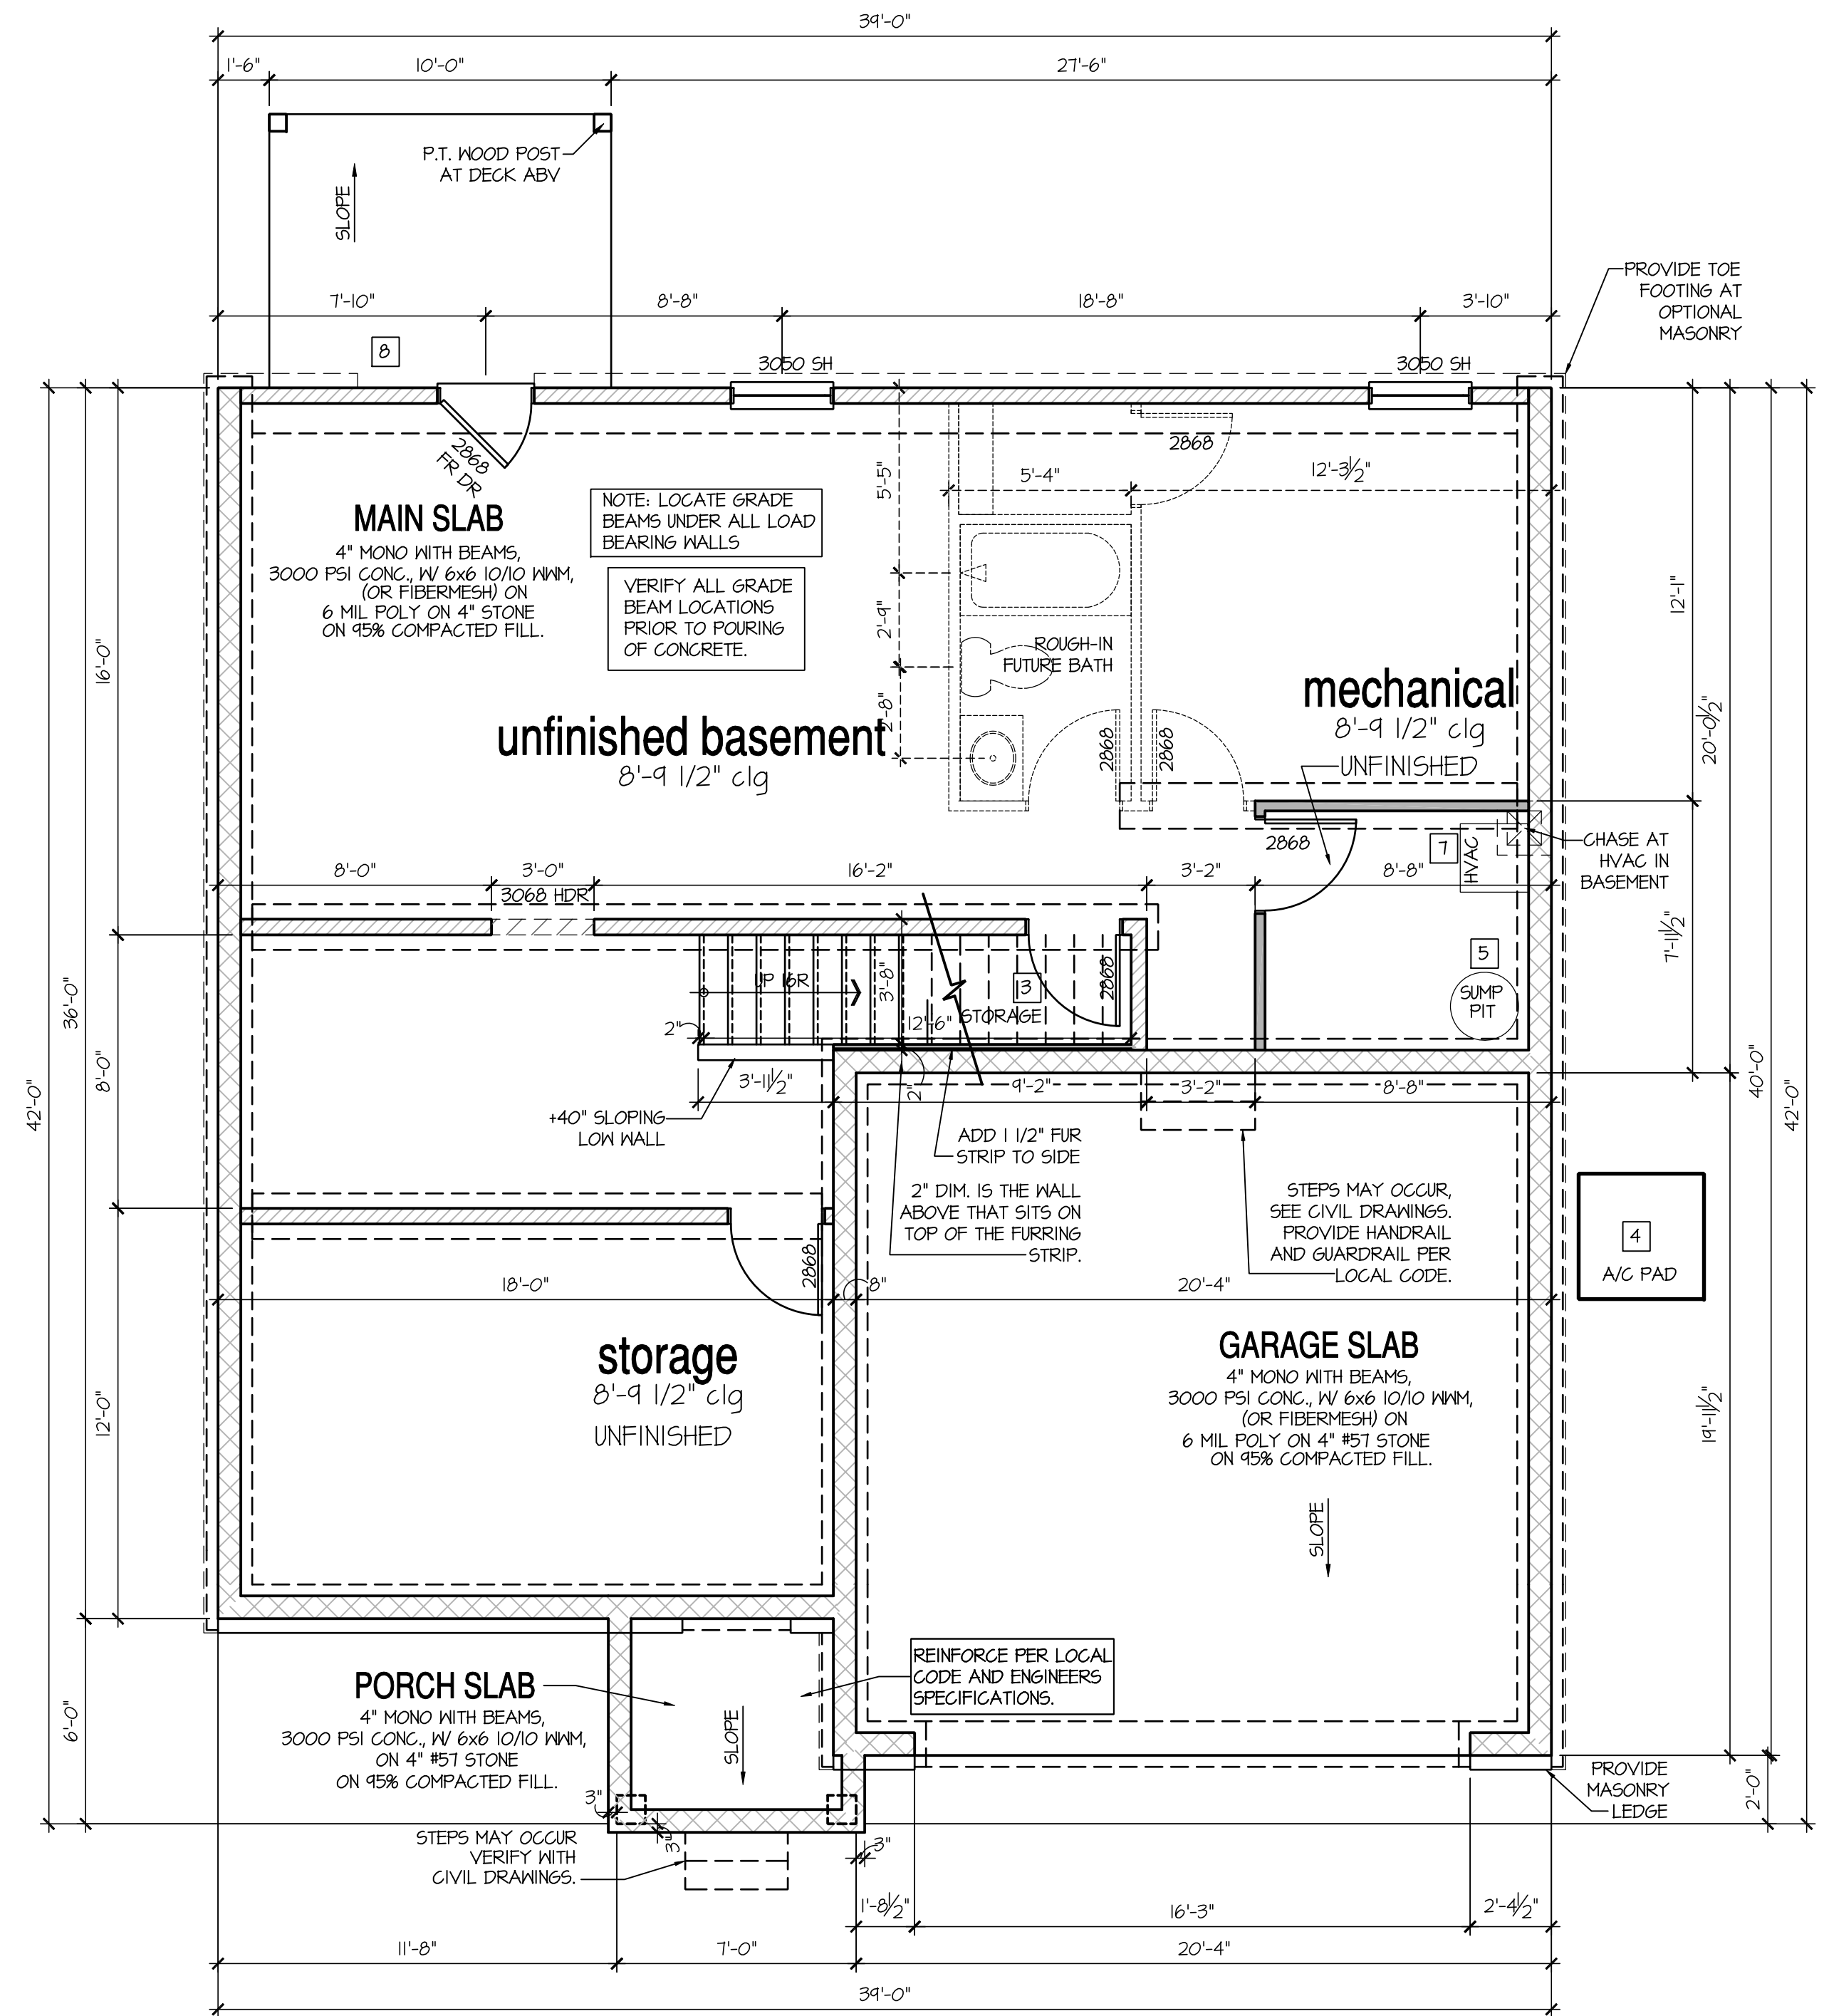 39'-0"
1'-6"
10'-0"
27'-6"
P.T. WOOD POST
AT DECK ABV
SLOPE
PROVIDE TOE
FOOTING AT
OPTIONAL
MASONRY
7'-10"
8'-8"
18'-8"
3'-10"
8
3050 SH
3050 SH
2868
FR DR
2868
MAIN SLAB
4" MONO WITH BEAMS,
3000 PSI CONC., W/ 6x6 10/10 WWM,
(OR FIBERMESH) ON
6 MIL POLY ON 4" STONE
ON 95% COMPACTED FILL.
NOTE: LOCATE GRADE
BEAMS UNDER ALL LOAD
BEARING WALLS
VERIFY ALL GRADE
BEAM LOCATIONS
PRIOR TO POURING
OF CONCRETE.
5'-5"
5'-4"
12'-3 1/2"
2'-9"
2'-8"
ROUGH-IN
FUTURE BATH
12'-1"
16'-0"
20'-0 1/2"
unfinished basement
8'-9 1/2" clg
mechanical
8'-9 1/2" clg
UNFINISHED
2868
2868
2868
7
HVAC
CHASE AT
HVAC IN
BASEMENT
8'-0"
3'-0"
16'-2"
3'-2"
8'-8"
3068 HDR
7'-11 1/2"
5
SUMP
PIT
UP 16R
3'-8"
3
STORAGE
2868
12'-6"
2"
3'-11 1/2"
2"
9'-2"
3'-2"
8'-8"
36'-0"
42'-0"
8'-0"
40'-0"
42'-0"
+40" SLOPING
LOW WALL
ADD 1 1/2" FUR
STRIP TO SIDE
2" DIM. IS THE WALL
ABOVE THAT SITS ON
TOP OF THE FURRING
STRIP.
STEPS MAY OCCUR,
SEE CIVIL DRAWINGS.
PROVIDE HANDRAIL
AND GUARDRAIL PER
LOCAL CODE.
4
A/C PAD
2868
18'-0"
8"
20'-4"
storage
8'-9 1/2" clg
UNFINISHED
12'-0"
19'-11 1/2"
GARAGE SLAB
4" MONO WITH BEAMS,
3000 PSI CONC., W/ 6x6 10/10 WWM,
(OR FIBERMESH) ON
6 MIL POLY ON 4" #57 STONE
ON 95% COMPACTED FILL.
SLOPE
REINFORCE PER LOCAL
CODE AND ENGINEERS
SPECIFICATIONS.
PORCH SLAB
4" MONO WITH BEAMS,
3000 PSI CONC., W/ 6x6 10/10 WWM,
ON 4" #57 STONE
ON 95% COMPACTED FILL.
SLOPE
6'-0"
PROVIDE
MASONRY
LEDGE
2'-0"
3"
3"
3"
STEPS MAY OCCUR
VERIFY WITH
CIVIL DRAWINGS.
1'-8 1/2"
16'-3"
2'-4 1/2"
11'-8"
7'-0"
20'-4"
39'-0"